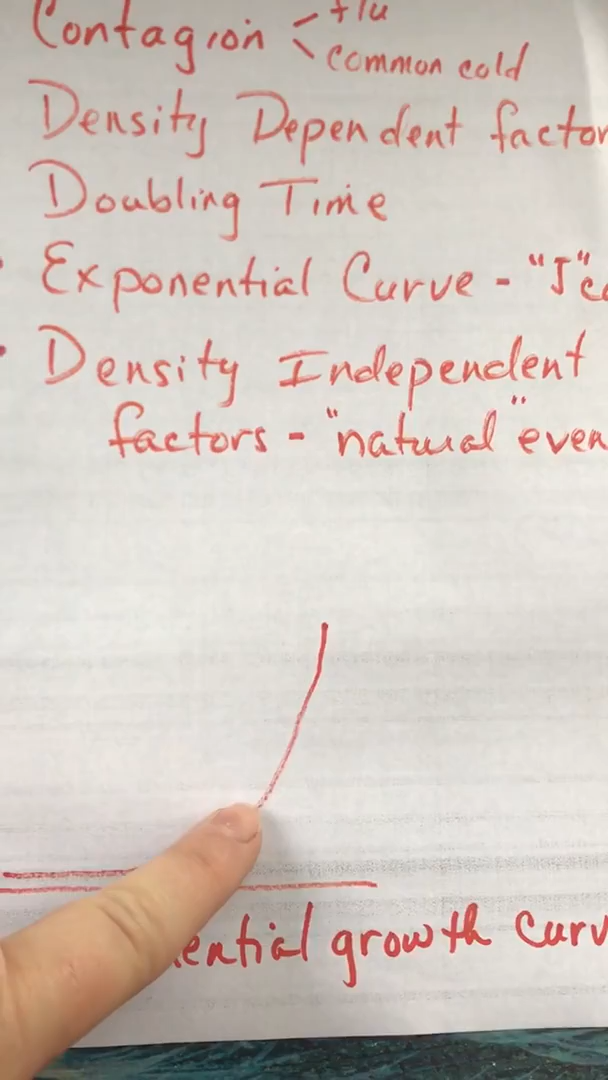 Contagion < flu
common cold
Density Dependent factor
Doubling Time
Exponential Curve - "J"
Density Independent
factors - "natural" even
ential growth curv